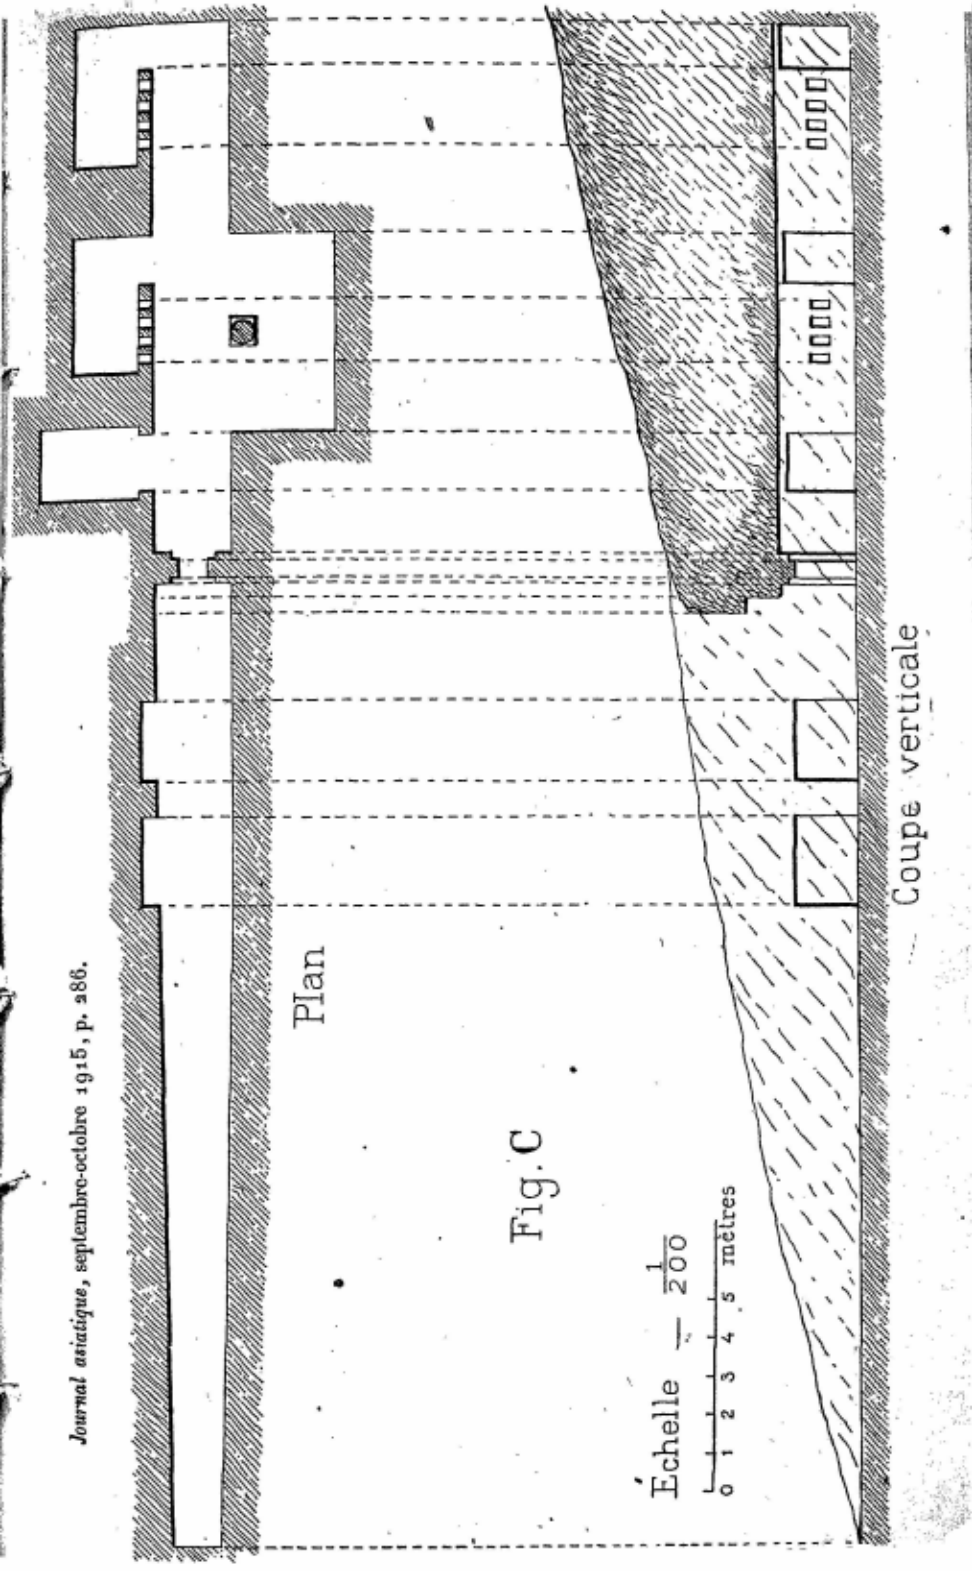 Journal asiatique, septembre-octobre 1915, p. 286.
Plan
Fig. C
Échelle — 1/200
0 1 2 3 4 5 mètres
Coupe verticale